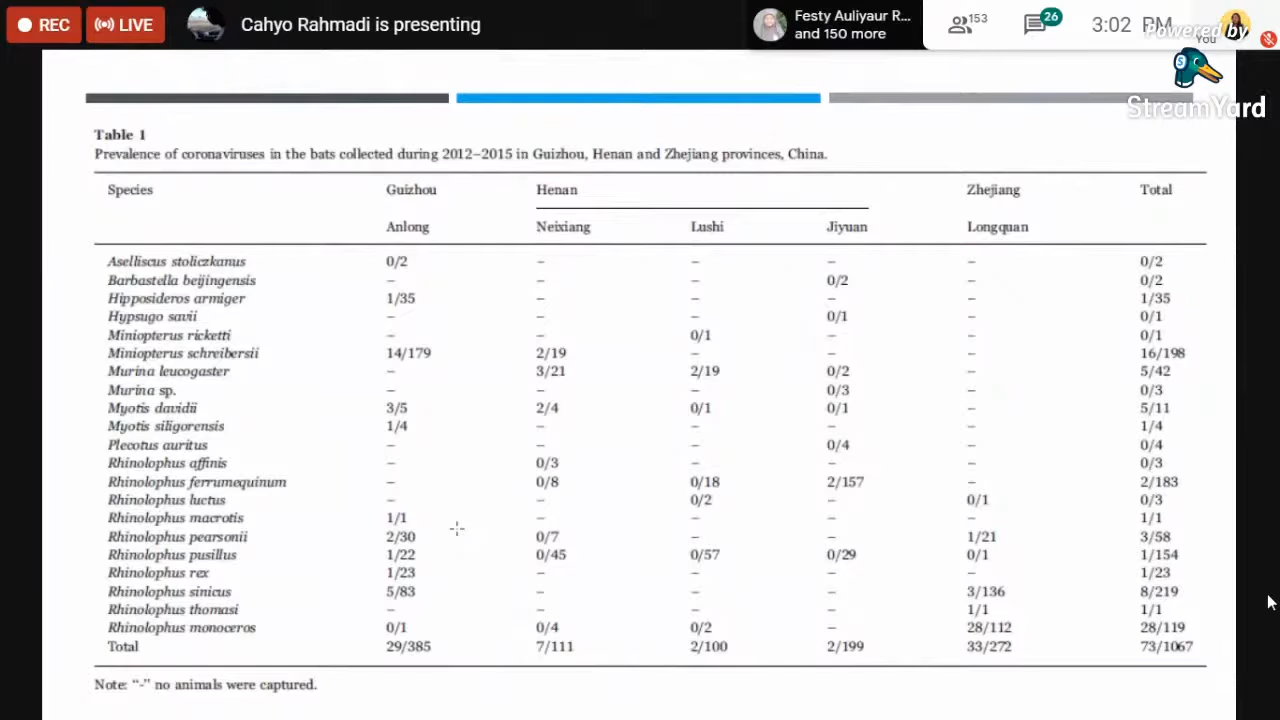 REC
LIVE
Cahyo Rahmadi is presenting
Festy Auliyaur R...
and 150 more
153
26
3:02 PM
You
Powered by
S
StreamYard
Table 1
Prevalence of coronaviruses in the bats collected during 2012–2015 in Guizhou, Henan and Zhejiang provinces, China.
Species Guizhou Henan Zhejiang Total
Anlong Neixiang Lushi Jiyuan Longquan
Aselliscus stoliczkanus 0/2 – – – – 0/2
Barbastella beijingensis – – – 0/2 – 0/2
Hipposideros armiger 1/35 – – – – 1/35
Hypsugo savii – – – 0/1 – 0/1
Miniopterus ricketti – – 0/1 – – 0/1
Miniopterus schreibersii 14/179 2/19 – – – 16/198
Murina leucogaster – 3/21 2/19 0/2 – 5/42
Murina sp. – – – 0/3 – 0/3
Myotis davidii 3/5 2/4 0/1 0/1 – 5/11
Myotis siligorensis 1/4 – – – – 1/4
Plecotus auritus – – – 0/4 – 0/4
Rhinolophus affinis – 0/3 – – – 0/3
Rhinolophus ferrumequinum – 0/8 0/18 2/157 – 2/183
Rhinolophus luctus – – 0/2 – 0/1 0/3
Rhinolophus macrotis 1/1 – – – – 1/1
Rhinolophus pearsonii 2/30 0/7 – – 1/21 3/58
Rhinolophus pusillus 1/22 0/45 0/57 0/29 0/1 1/154
Rhinolophus rex 1/23 – – – – 1/23
Rhinolophus sinicus 5/83 – – – 3/136 8/219
Rhinolophus thomasi – – – – 1/1 1/1
Rhinolophus monoceros 0/1 0/4 0/2 – 28/112 28/119
Total 29/385 7/111 2/100 2/199 33/272 73/1067
Note: “-” no animals were captured.